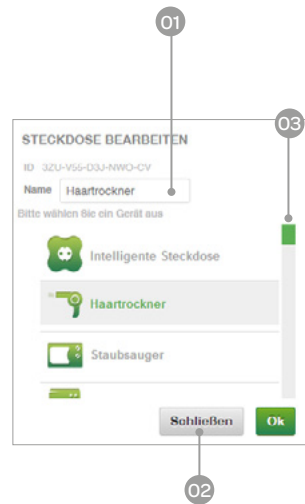 01
STECKDOSE BEARBEITEN
03
ID 3ZU-V55-D3J-NWO-CV
Name Haartrockner
Bitte wählen Sie ein Gerät aus
Intelligente Steckdose
Haartrockner
Staubsauger
Schließen Ok
02